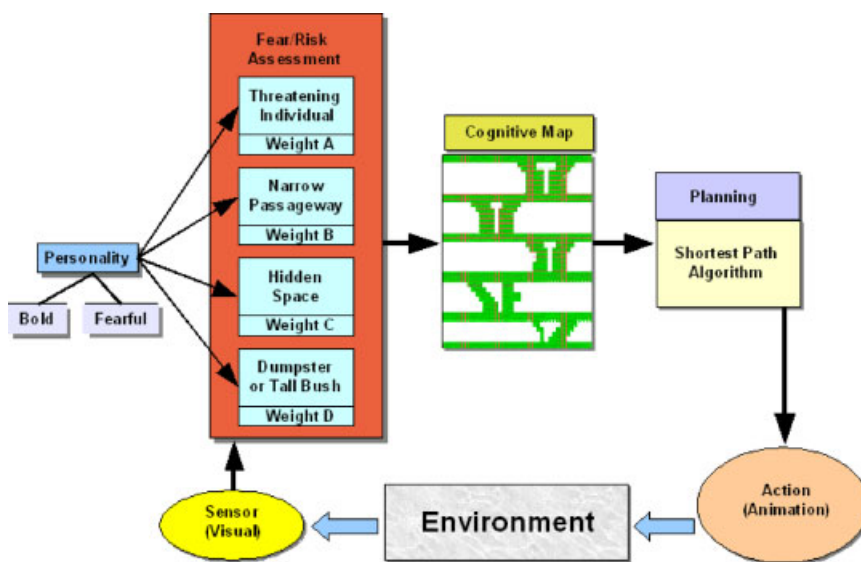 Fear/Risk
Assessment
Threatening
Individual
Weight A
Narrow
Passageway
Weight B
Hidden
Space
Weight C
Dumpster
or Tall Bush
Weight D
Personality
Bold
Fearful
Cognitive Map
Planning
Shortest Path
Algorithm
Sensor
(Visual)
Environment
Action
(Animation)